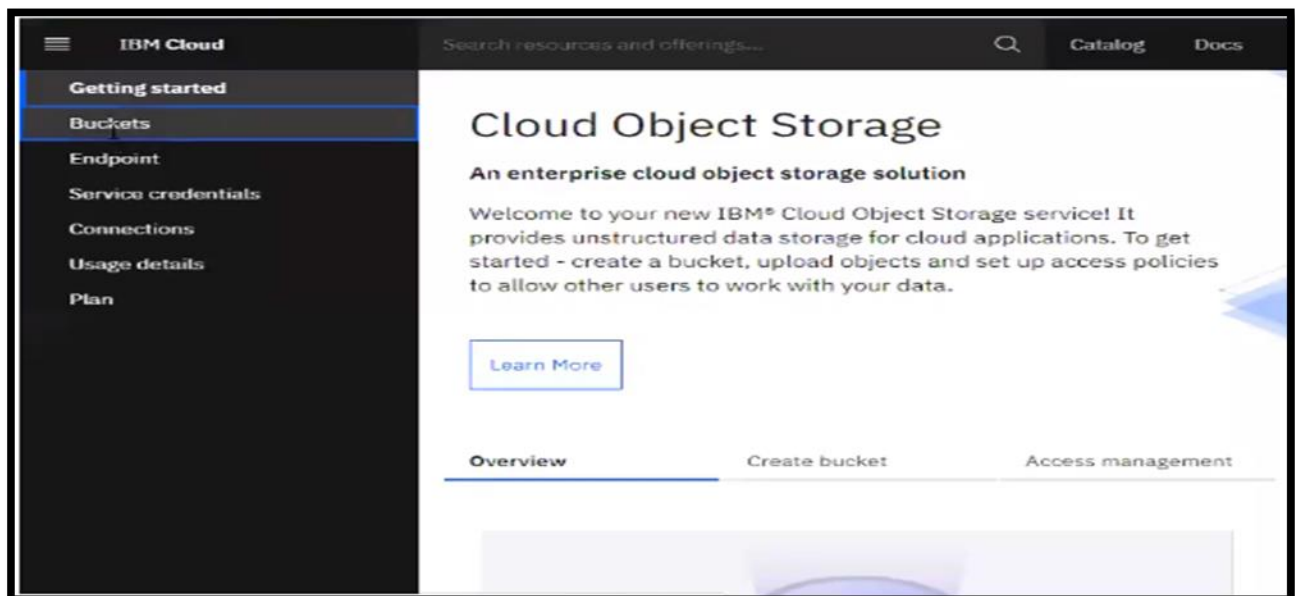 IBM Cloud
Search resources and offerings...
Catalog
Docs
Getting started
Buckets
Endpoint
Service credentials
Connections
Usage details
Plan
Cloud Object Storage
An enterprise cloud object storage solution
Welcome to your new IBM® Cloud Object Storage service! It
provides unstructured data storage for cloud applications. To get
started - create a bucket, upload objects and set up access policies
to allow other users to work with your data.
Learn More
Overview
Create bucket
Access management